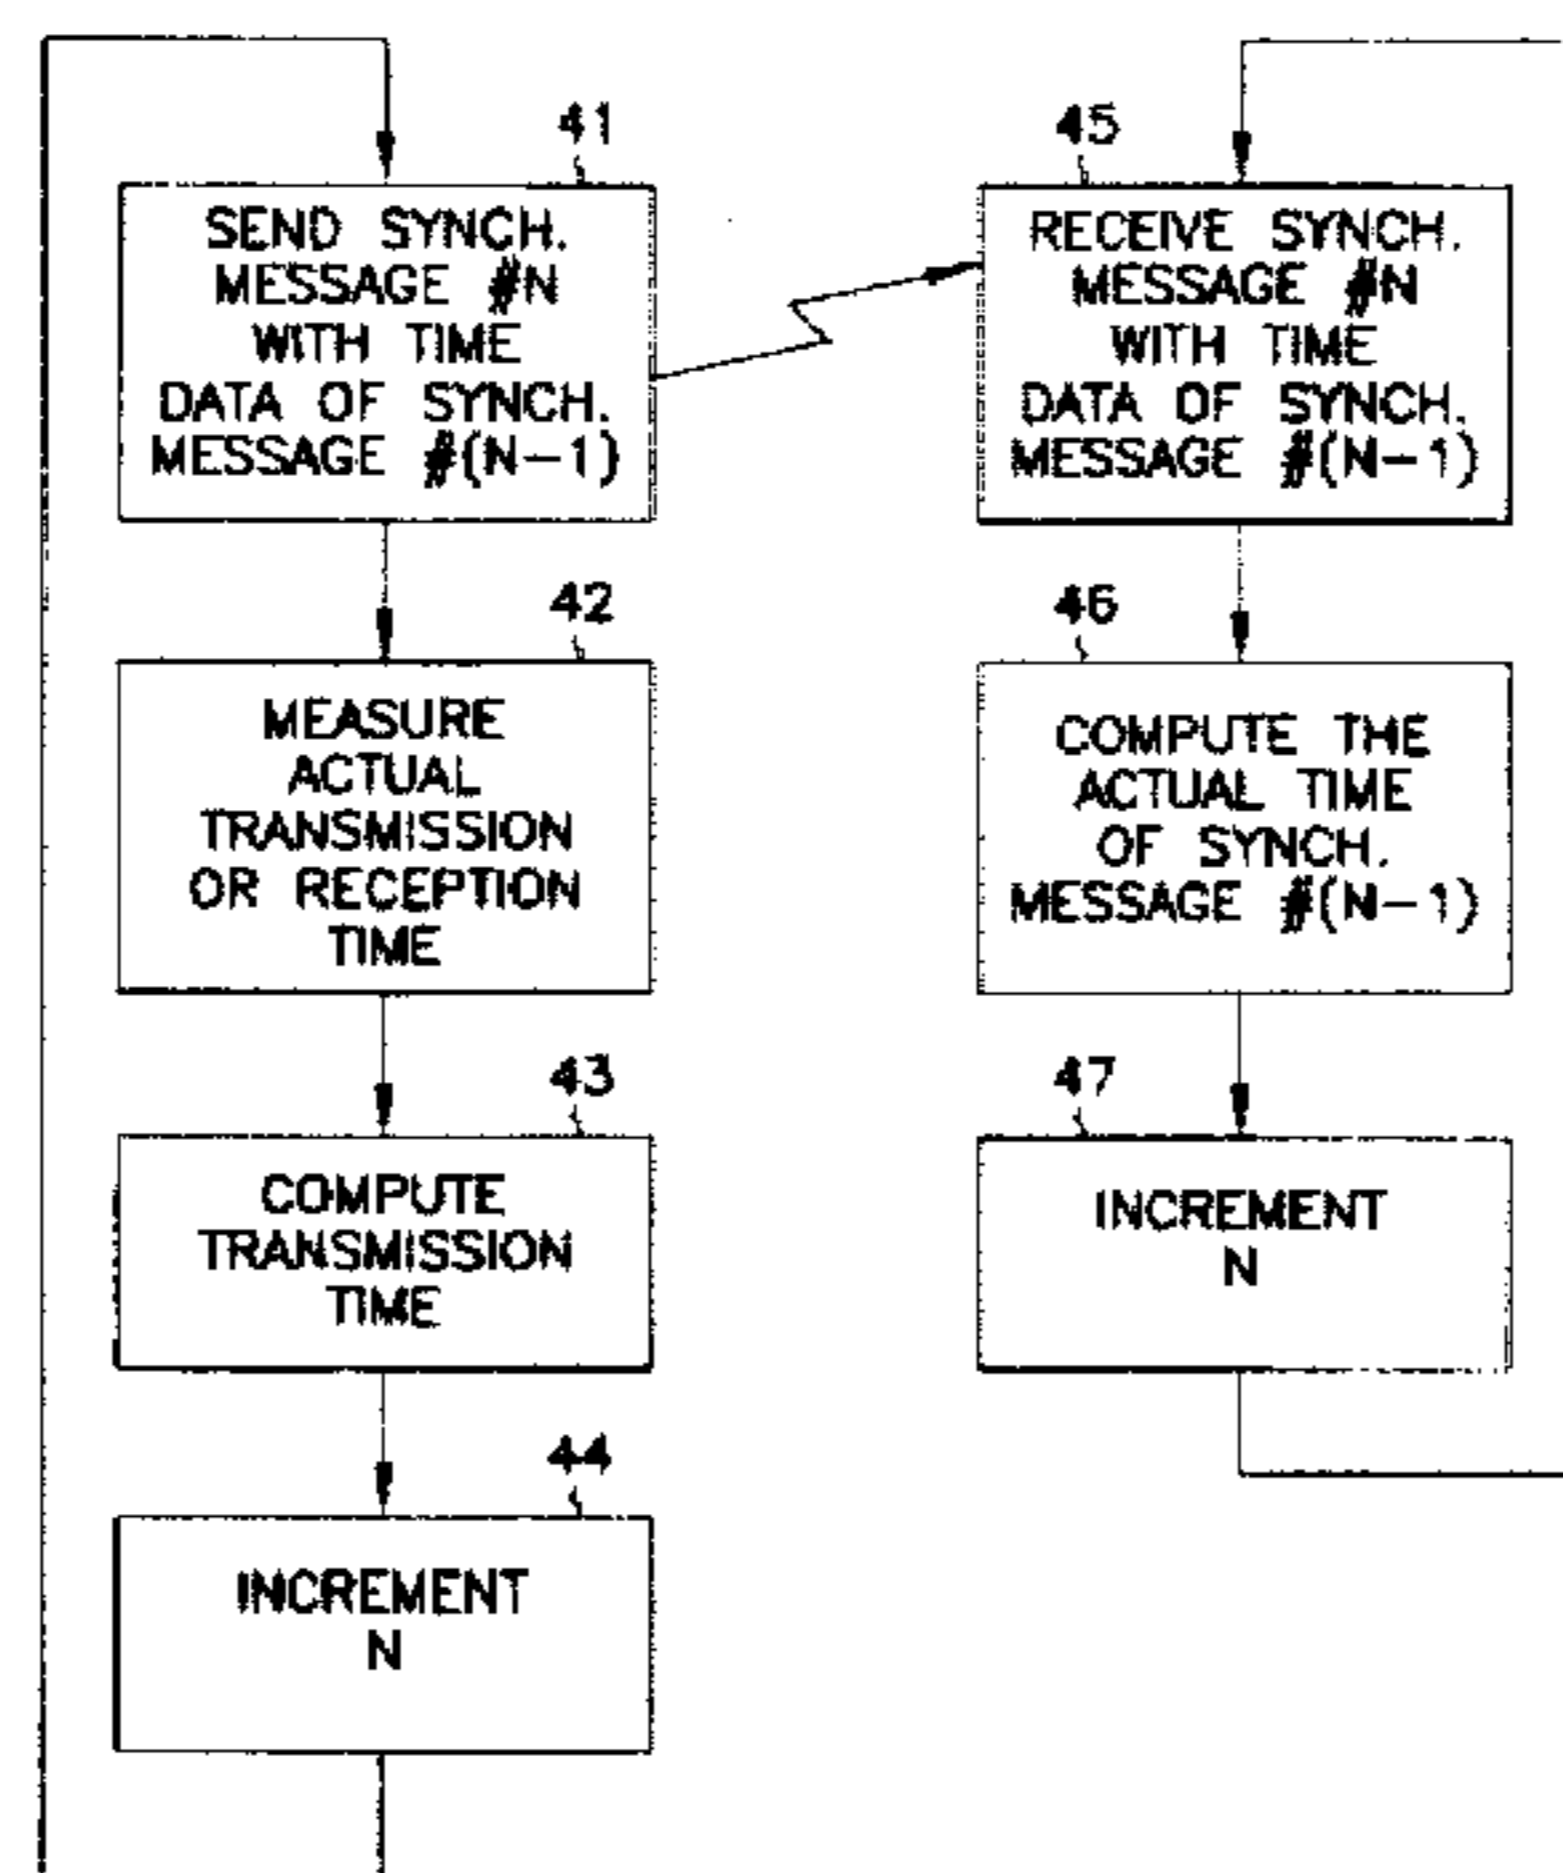 41
SEND SYNCH.
MESSAGE #N
WITH TIME
DATA OF SYNCH.
MESSAGE #(N-1)
42
MEASURE
ACTUAL
TRANSMISSION
OR RECEPTION
TIME
43
COMPUTE
TRANSMISSION
TIME
44
INCREMENT
N
45
RECEIVE SYNCH.
MESSAGE #N
WITH TIME
DATA OF SYNCH.
MESSAGE #(N-1)
46
COMPUTE THE
ACTUAL TIME
OF SYNCH.
MESSAGE #(N-1)
47
INCREMENT
N